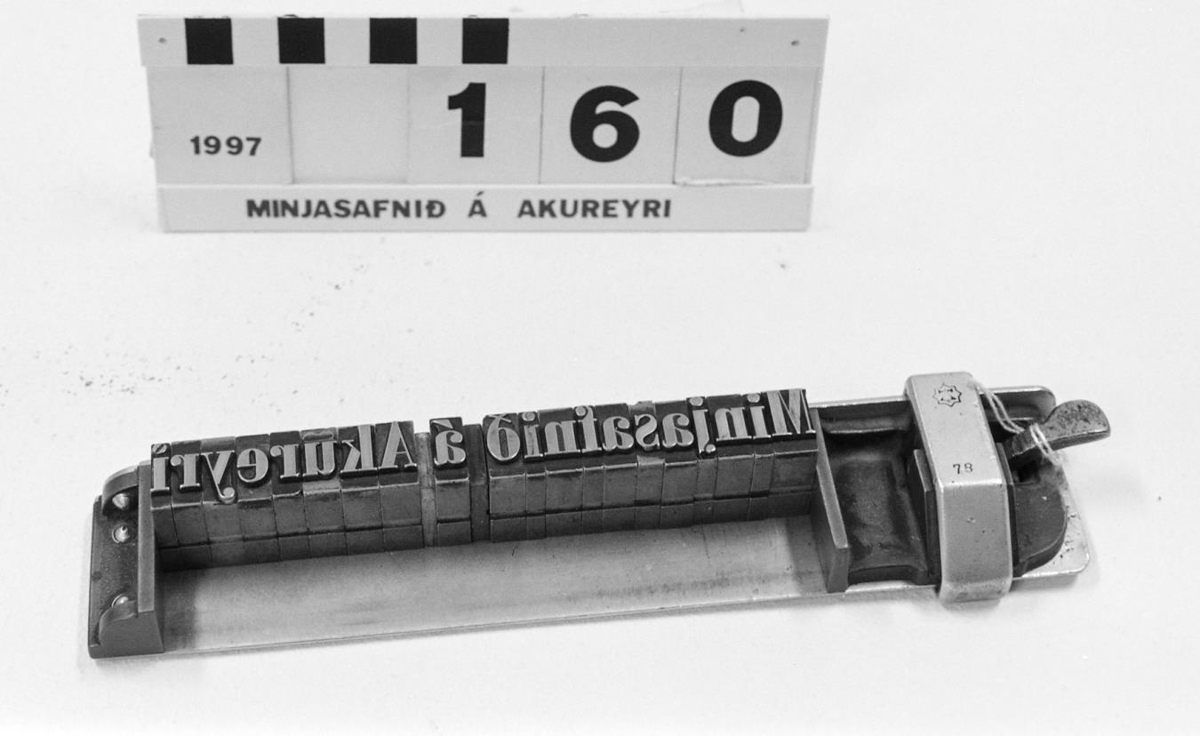 1997 160
MINJASAFNIÐ Á AKUREYRI
Minjasafnið á Akureyri
78